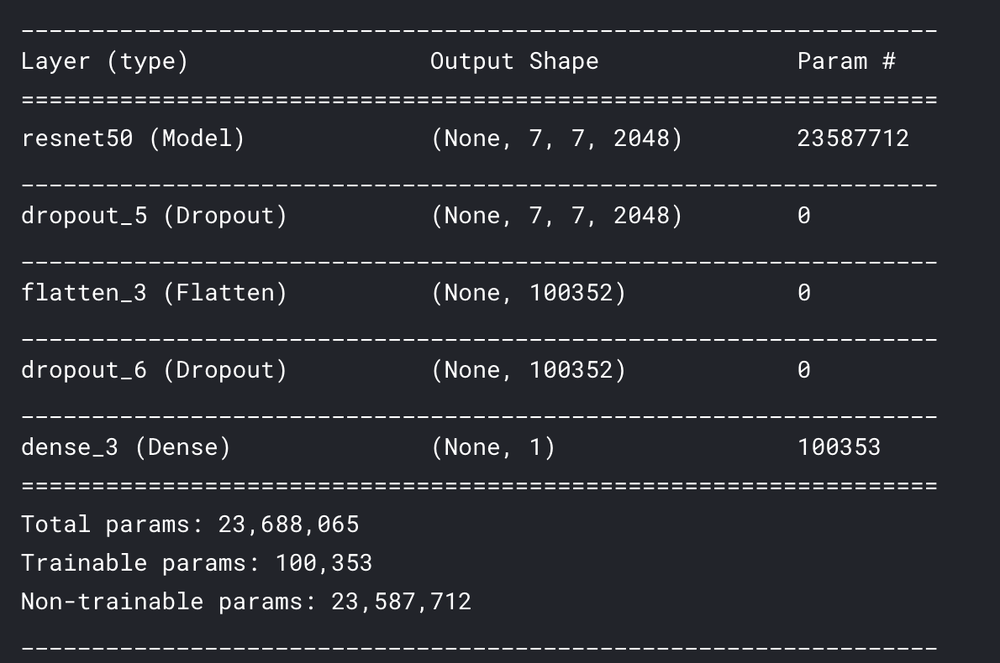 _________________________________________________________________
Layer (type)                 Output Shape              Param #
=================================================================
resnet50 (Model)             (None, 7, 7, 2048)        23587712
_________________________________________________________________
dropout_5 (Dropout)          (None, 7, 7, 2048)        0
_________________________________________________________________
flatten_3 (Flatten)          (None, 100352)            0
_________________________________________________________________
dropout_6 (Dropout)          (None, 100352)            0
_________________________________________________________________
dense_3 (Dense)              (None, 1)                 100353
=================================================================
Total params: 23,688,065
Trainable params: 100,353
Non-trainable params: 23,587,712
_________________________________________________________________